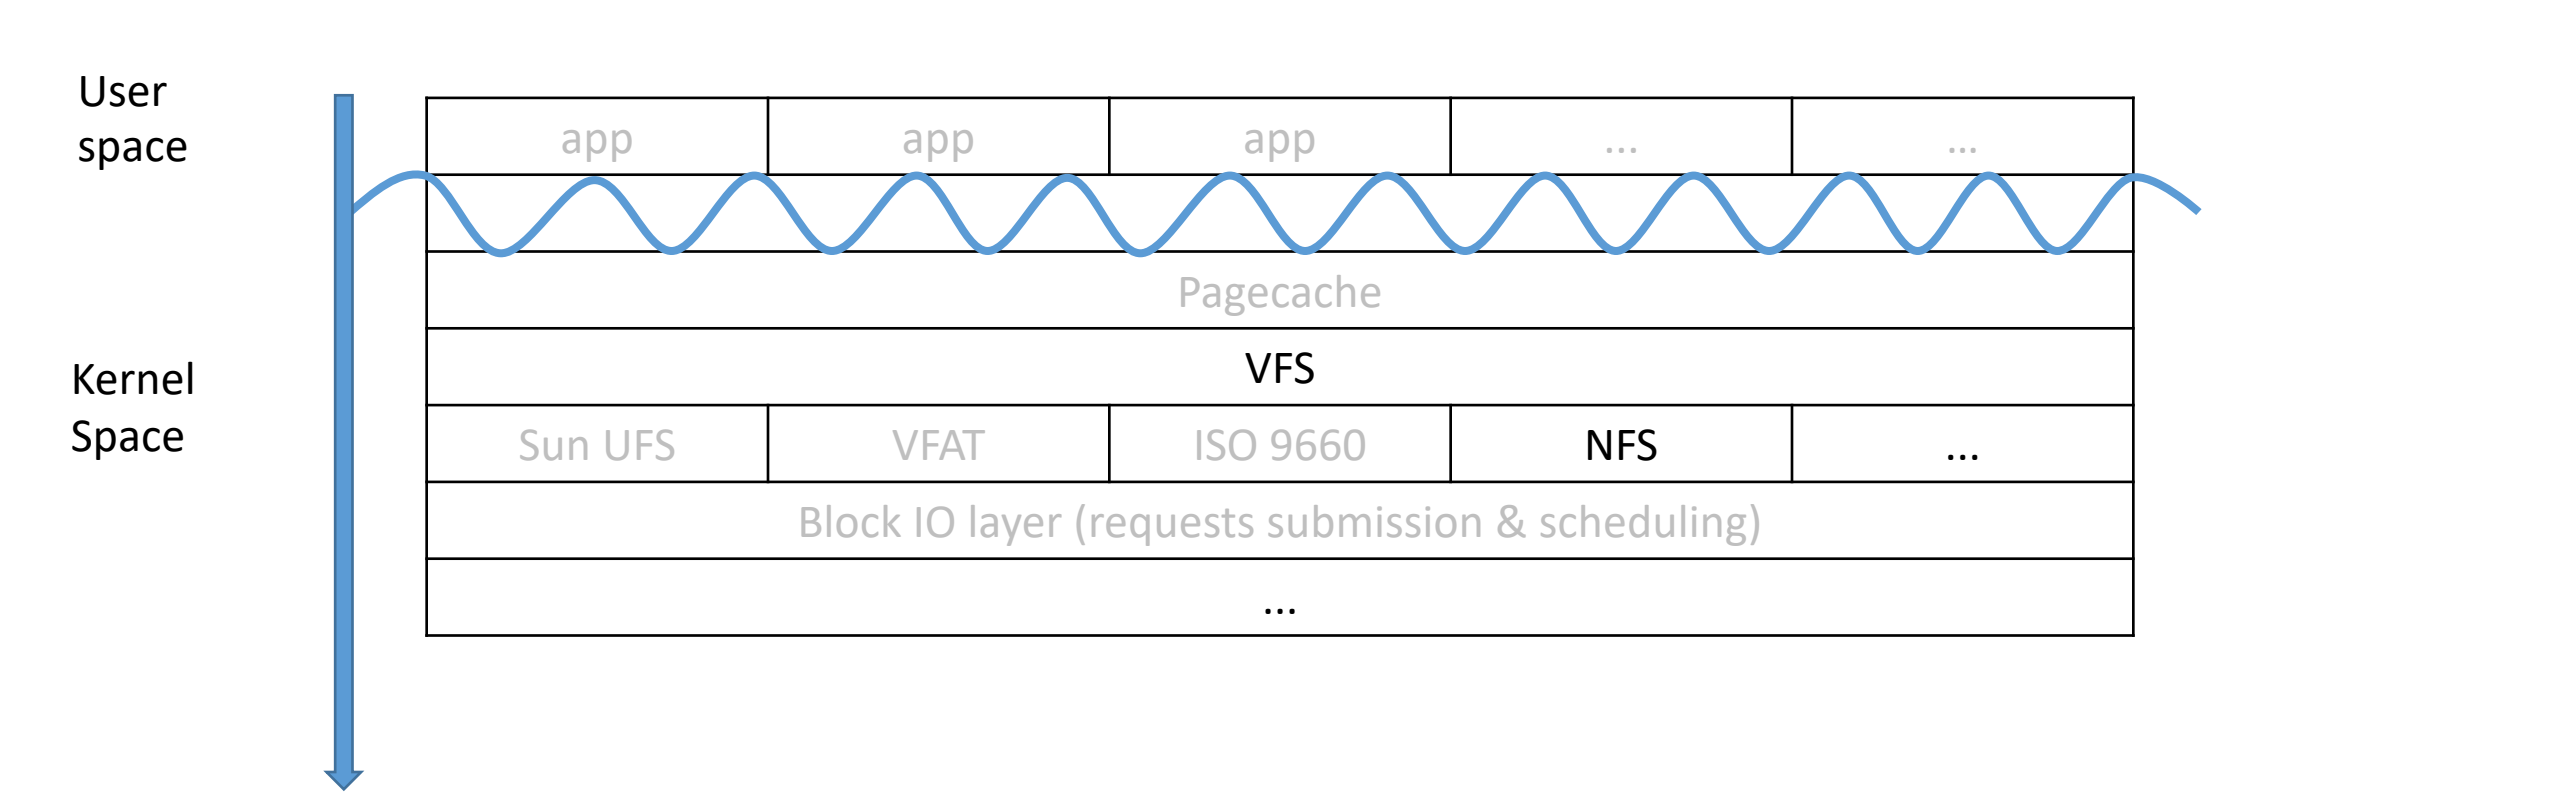 User
space
app
app
app
...
...
Pagecache
VFS
Kernel
Space
Sun UFS
VFAT
ISO 9660
NFS
...
Block IO layer (requests submission & scheduling)
...